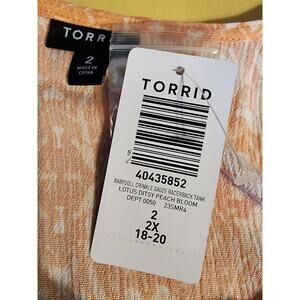 TORR
2
MADE IN
CHINA
TORRID
40435852
BABYDOLL CRINKLE GAUZE RACERBACK TANK
LOTUS DITSY PEACH BLOOM
DEPT 0050 23SMR4
2
2X
18-20